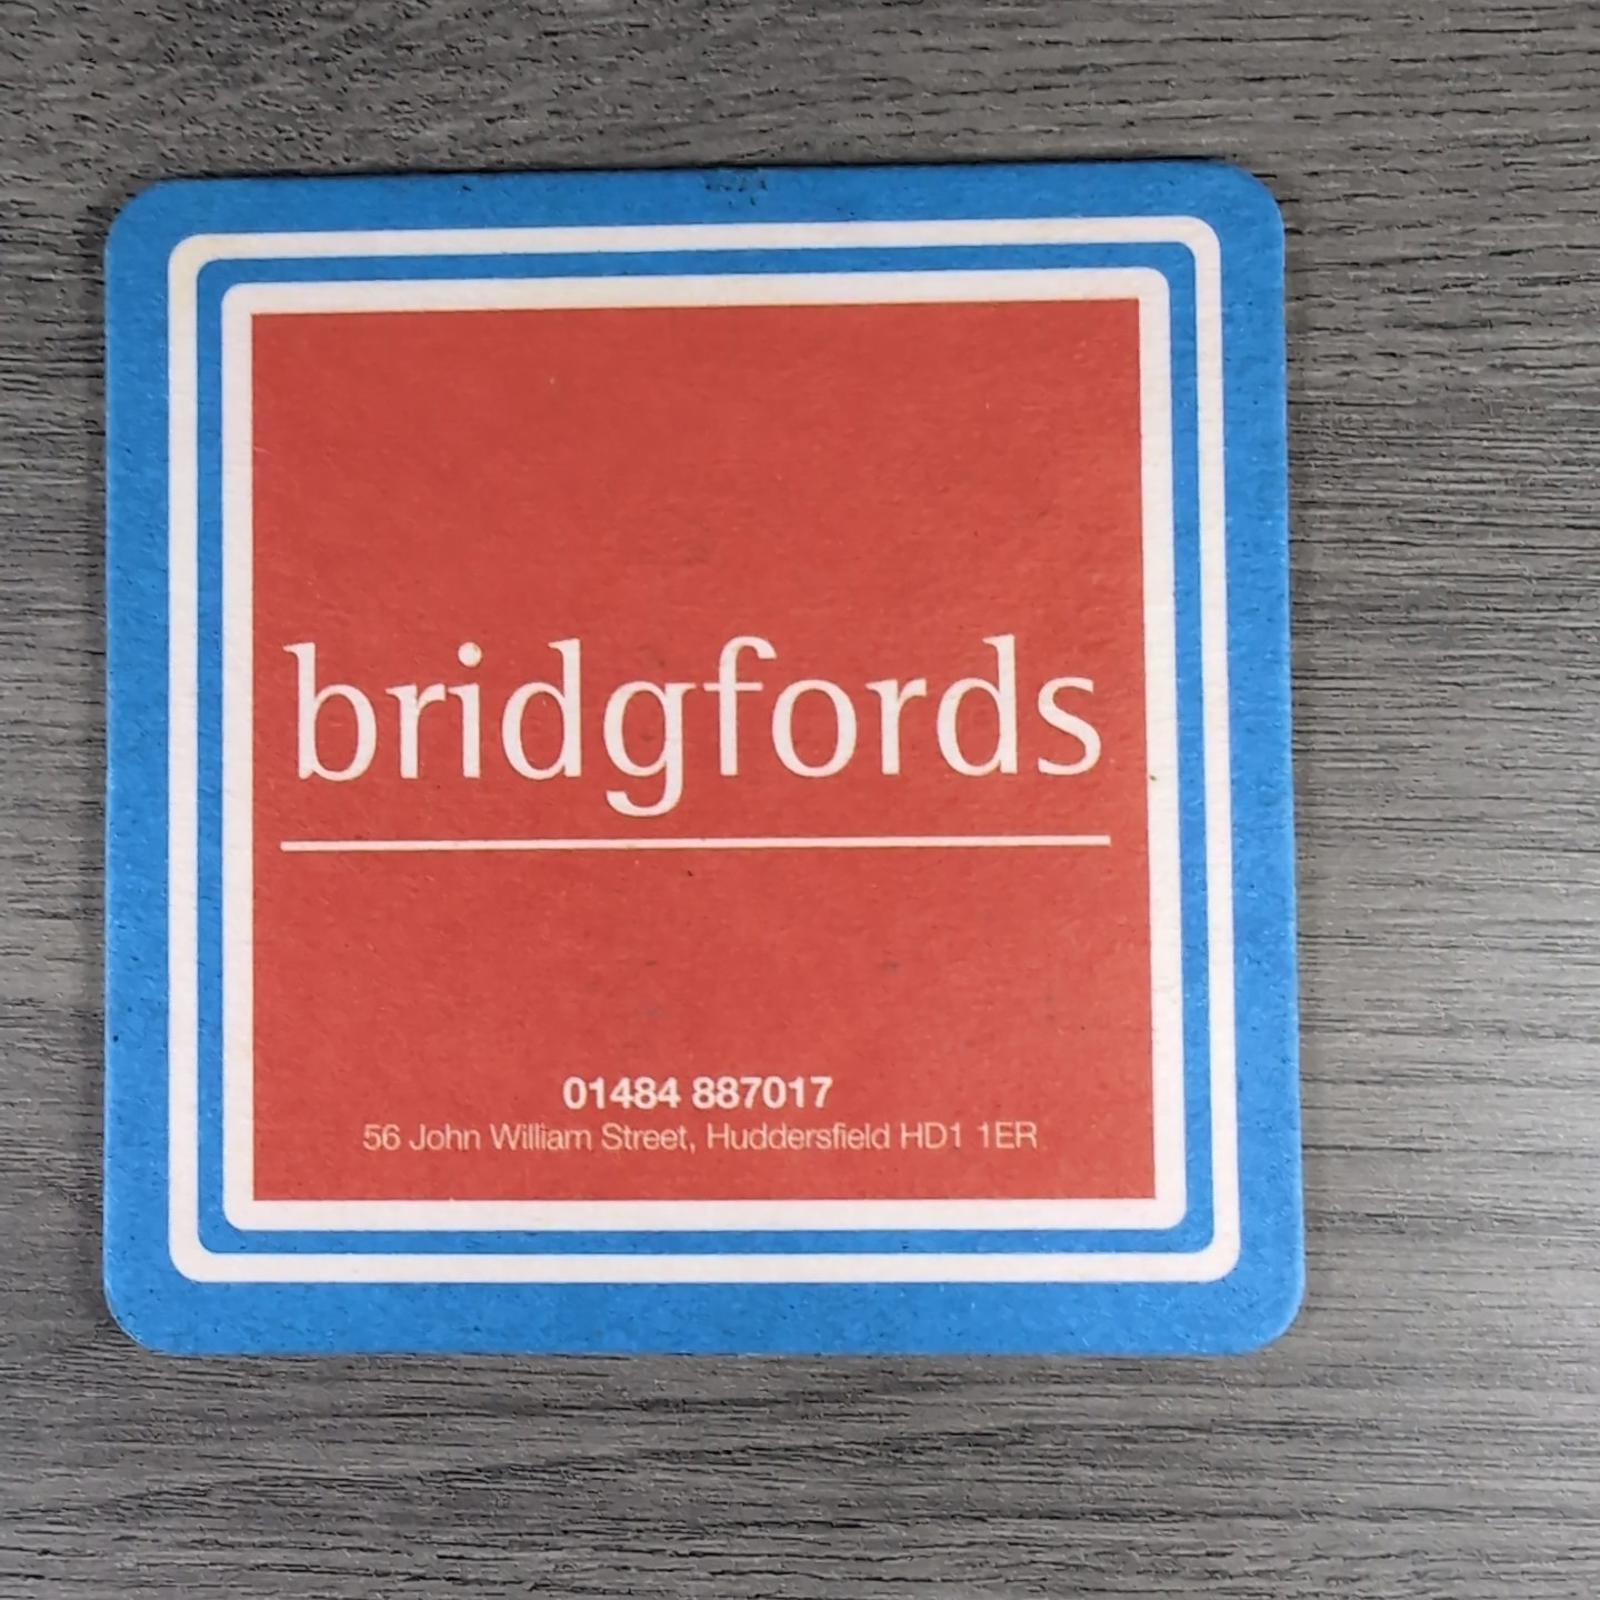 bridgfords
01484 887017
56 John William Street, Huddersfield HD1 1ER